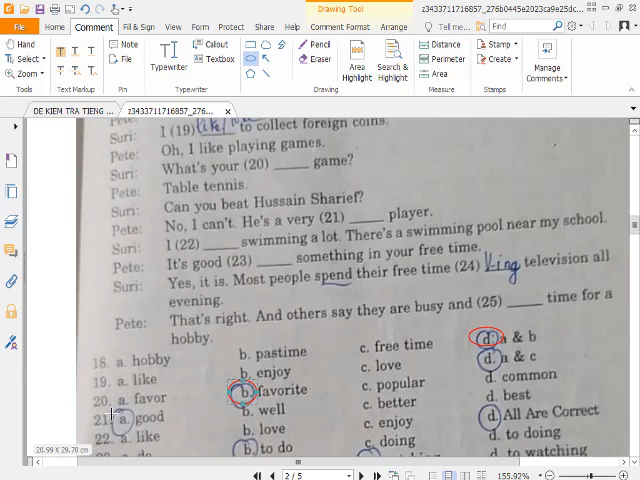 Drawing Tool
z3433711716857_276b0445e2023ca9e25dc...
File Home Comment View Form Protect Share Help Comment Format Arrange Tell me...
Hand
Select
Zoom
Tools
Text Markup
Note
File
Pin
Typewriter
Callout
Textbox
Typewriter
Drawing
Pencil
Eraser
Area Highlight
Search & Highlight
Distance
Perimeter
Area
Measure
Stamp
Create
Stamps
Manage Comments
DE KIEM TRA TIENG ... z3433711716857_276...
Pete:
Suri: I (19) like/love to collect foreign coins.
Pete: Oh, I like playing games.
Suri: What's your (20) _____ game?
Pete: Table tennis.
Suri: Can you beat Hussain Sharief?
Pete: No, I can't. He's a very (21) _____ player.
Suri: I (22) _____ swimming a lot. There's a swimming pool near my school.
Pete: It's good (23) _____ something in your free time.
Suri: Yes, it is. Most people spend their free time (24) Ving television all
evening.
Pete: That's right. And others say they are busy and (25) _____ time for a
hobby.
18. a. hobby b. pastime c. free time d. a & b
19. a. like b. enjoy c. love d. a & c
20. a. favor b. favorite c. popular d. common
21. a. good b. well c. better d. best
22. a. like b. love c. enjoy d. All Are Correct
23. a. do b. to do c. doing d. to doing
d. to watching
20.99 x 29.70 cm
2 / 5
155.92%